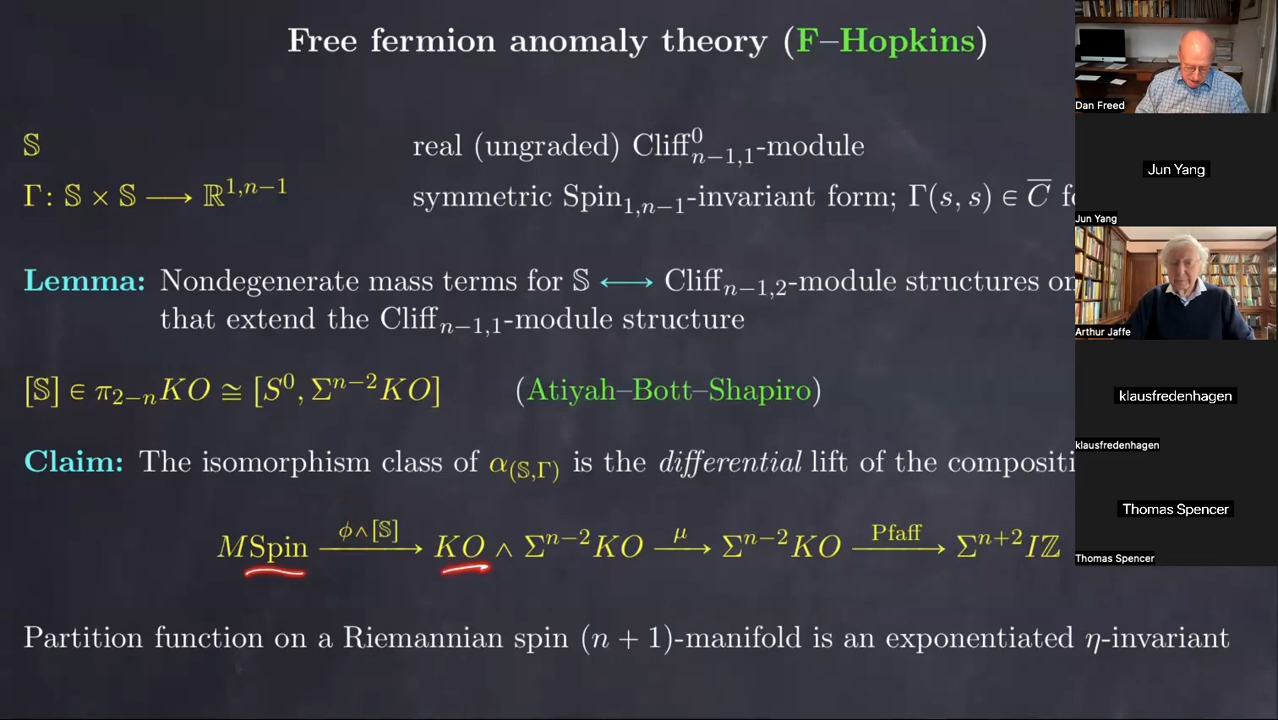 Free fermion anomaly theory (F–Hopkins)
𝕊 real (ungraded) Cliff⁰ₙ₋₁,₁-module
Γ: 𝕊 × 𝕊 ⟶ ℝ¹,ⁿ⁻¹ symmetric Spin₁,ₙ₋₁-invariant form; Γ(s, s) ∈ C̅
Lemma: Nondegenerate mass terms for 𝕊 ⟷ Cliffₙ₋₁,₂-module structures
that extend the Cliffₙ₋₁,₁-module structure
[𝕊] ∈ π₂₋ₙKO ≅ [S⁰, Σⁿ⁻²KO] (Atiyah–Bott–Shapiro)
Claim: The isomorphism class of α₍𝕊,Γ₎ is the differential lift of the
MSpin —ϕ∧[𝕊]→ KO ∧ Σⁿ⁻²KO —μ→ Σⁿ⁻²KO —Pfaff→ Σⁿ⁺²Iℤ
Partition function on a Riemannian spin (n + 1)-manifold is an exponentiated η-invariant
Dan Freed
Jun Yang
Jun Yang
Arthur Jaffe
klausfredenhagen
klausfredenhagen
Thomas Spencer
Thomas Spencer